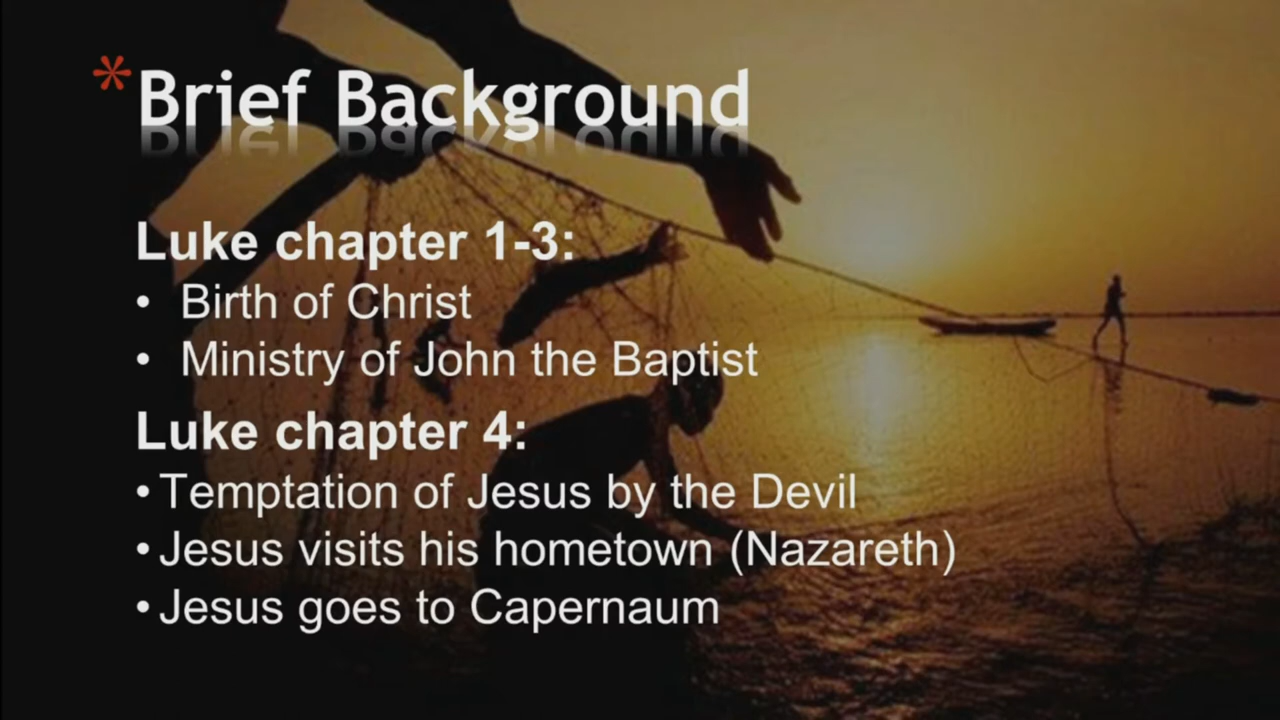 * Brief Background
Luke chapter 1-3:
• Birth of Christ
• Ministry of John the Baptist
Luke chapter 4:
• Temptation of Jesus by the Devil
• Jesus visits his hometown (Nazareth)
• Jesus goes to Capernaum